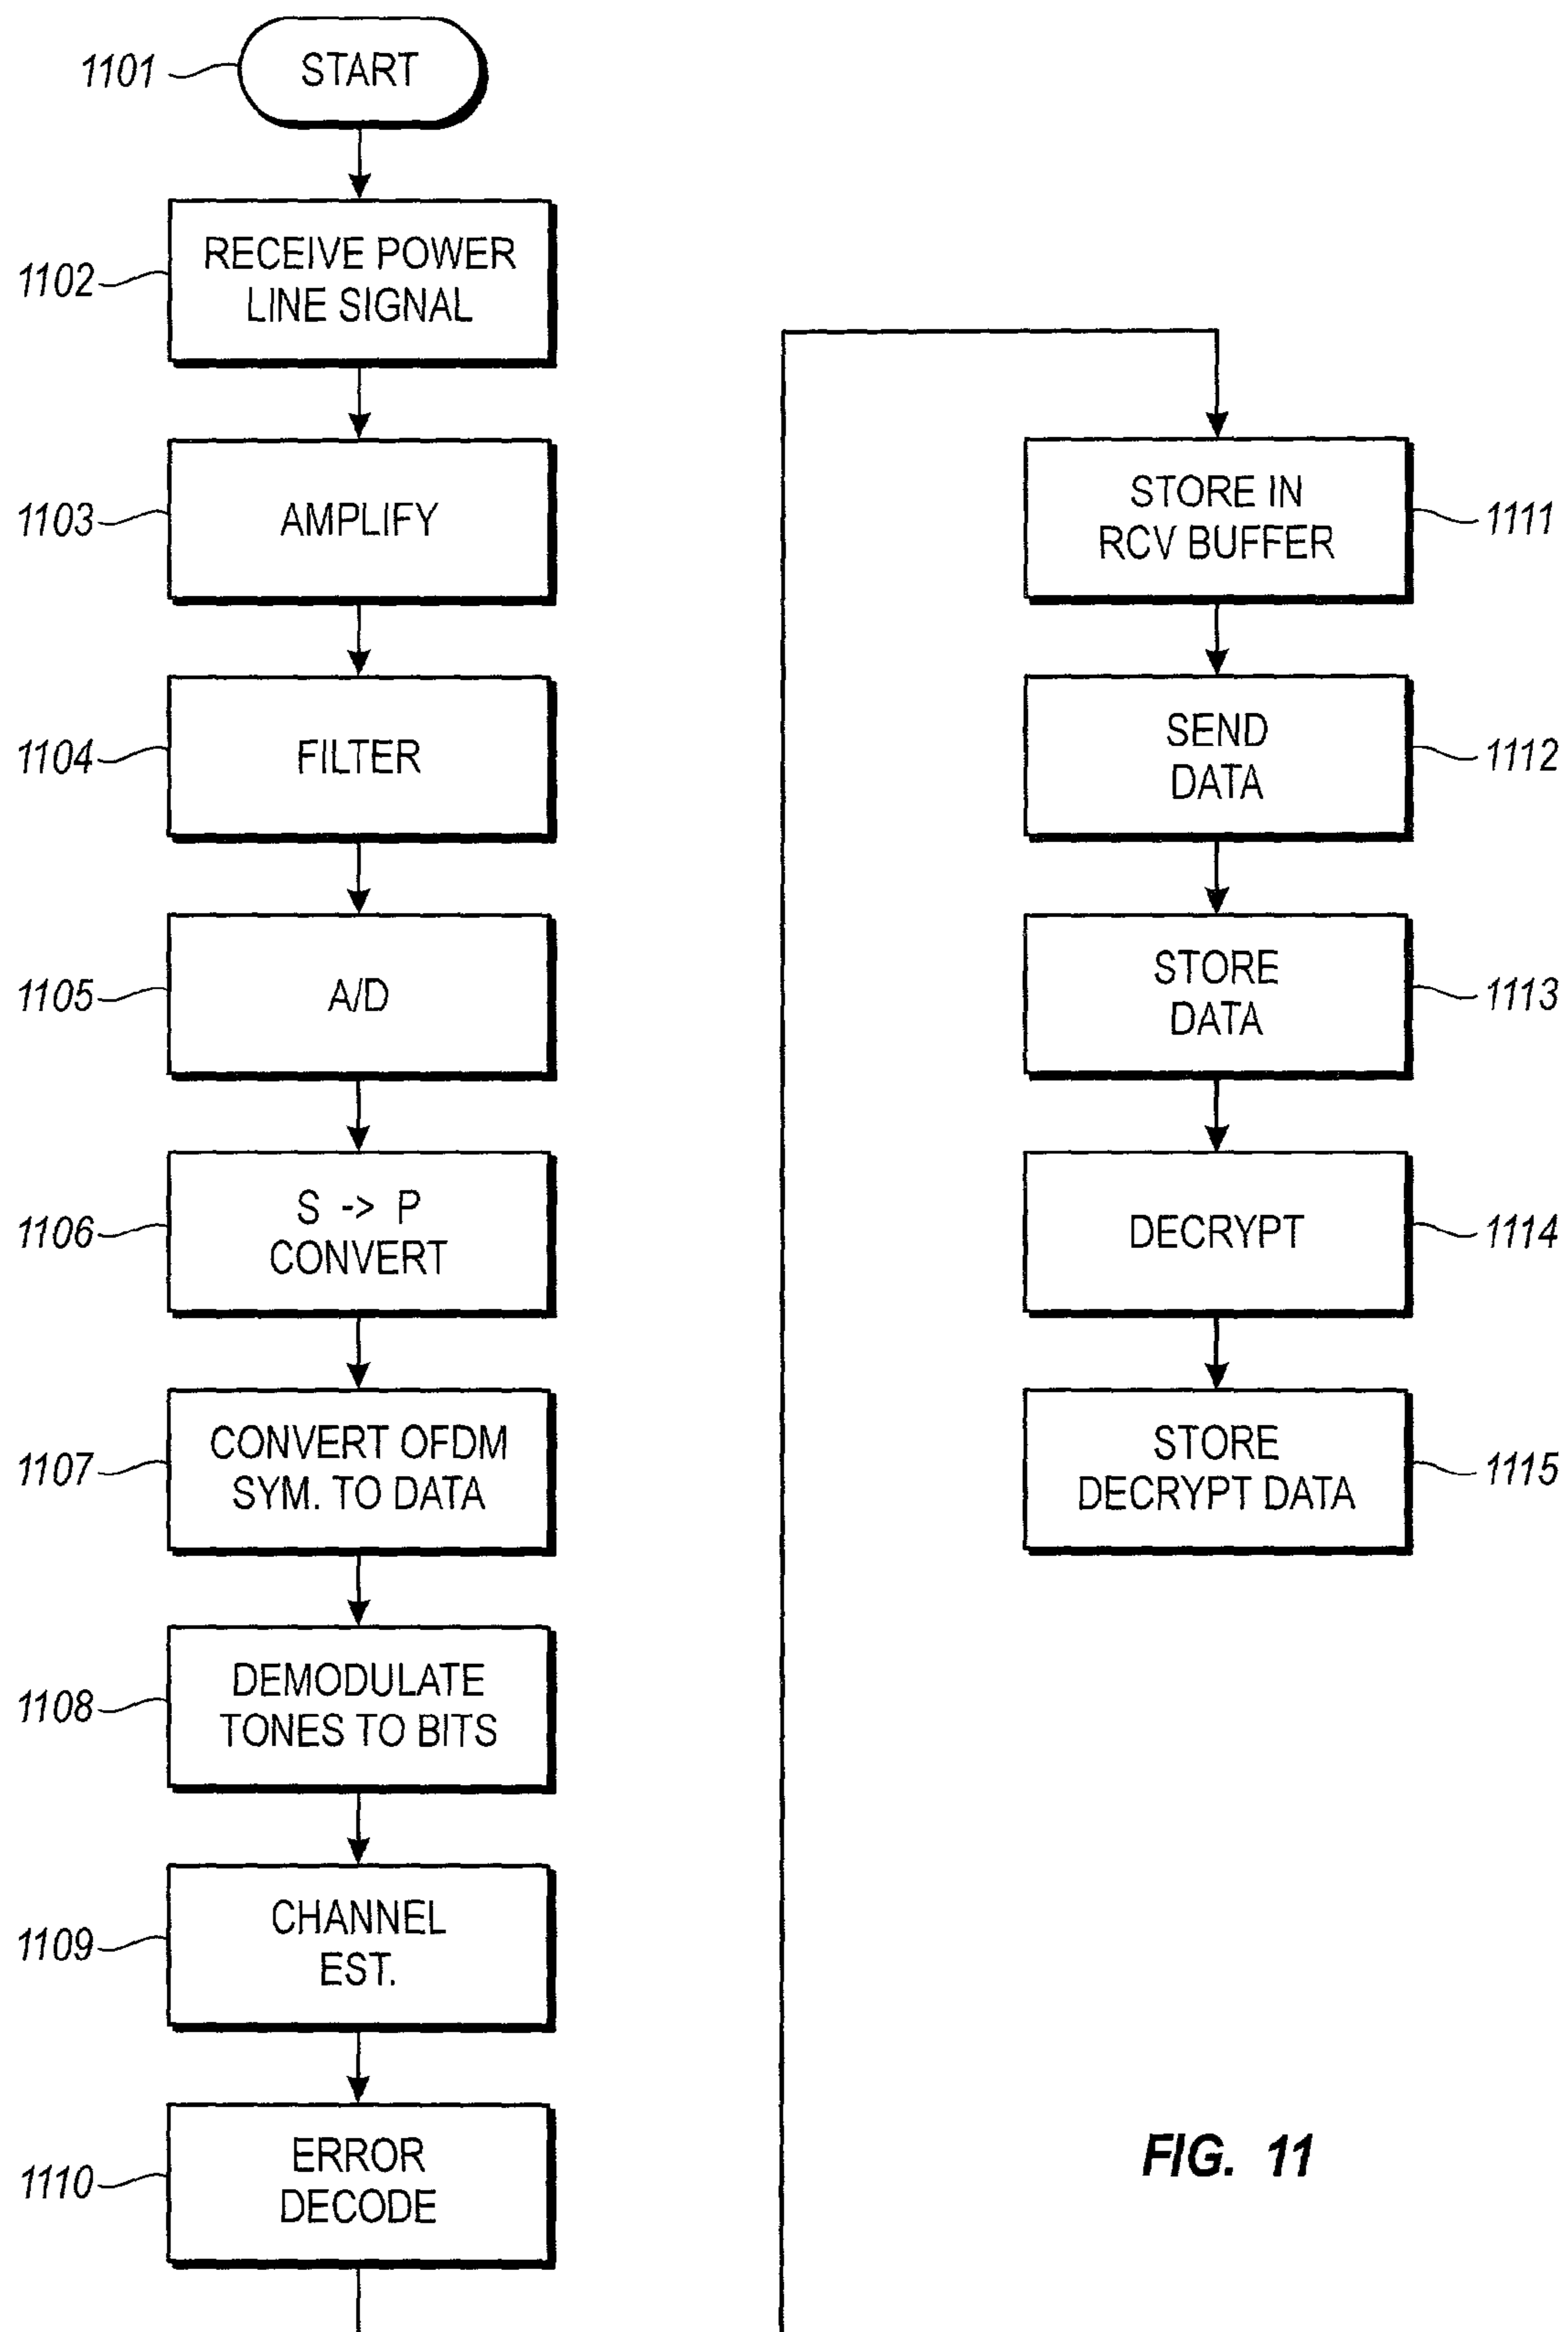 1101
START
1102
RECEIVE POWER
LINE SIGNAL
1103
AMPLIFY
1104
FILTER
1105
A/D
1106
S -> P
CONVERT
1107
CONVERT OFDM
SYM. TO DATA
1108
DEMODULATE
TONES TO BITS
1109
CHANNEL
EST.
1110
ERROR
DECODE
STORE IN
RCV BUFFER
1111
SEND
DATA
1112
STORE
DATA
1113
DECRYPT
1114
STORE
DECRYPT DATA
1115
FIG. 11